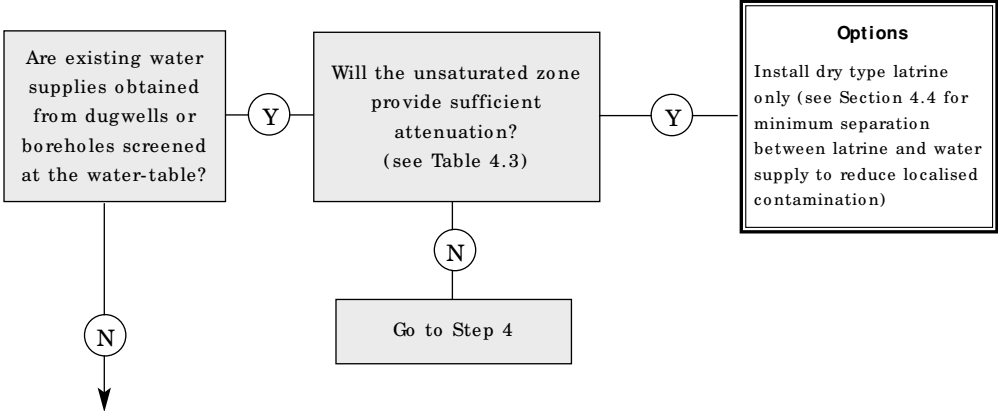 Are existing water
supplies obtained
from dugwells or
boreholes screened
at the water-table?
Y
Will the unsaturated zone
provide sufficient
attenuation?
(see Table 4.3)
Y
Options
Install dry type latrine
only (see Section 4.4 for
minimum separation
between latrine and water
supply to reduce localised
contamination)
N
Go to Step 4
N